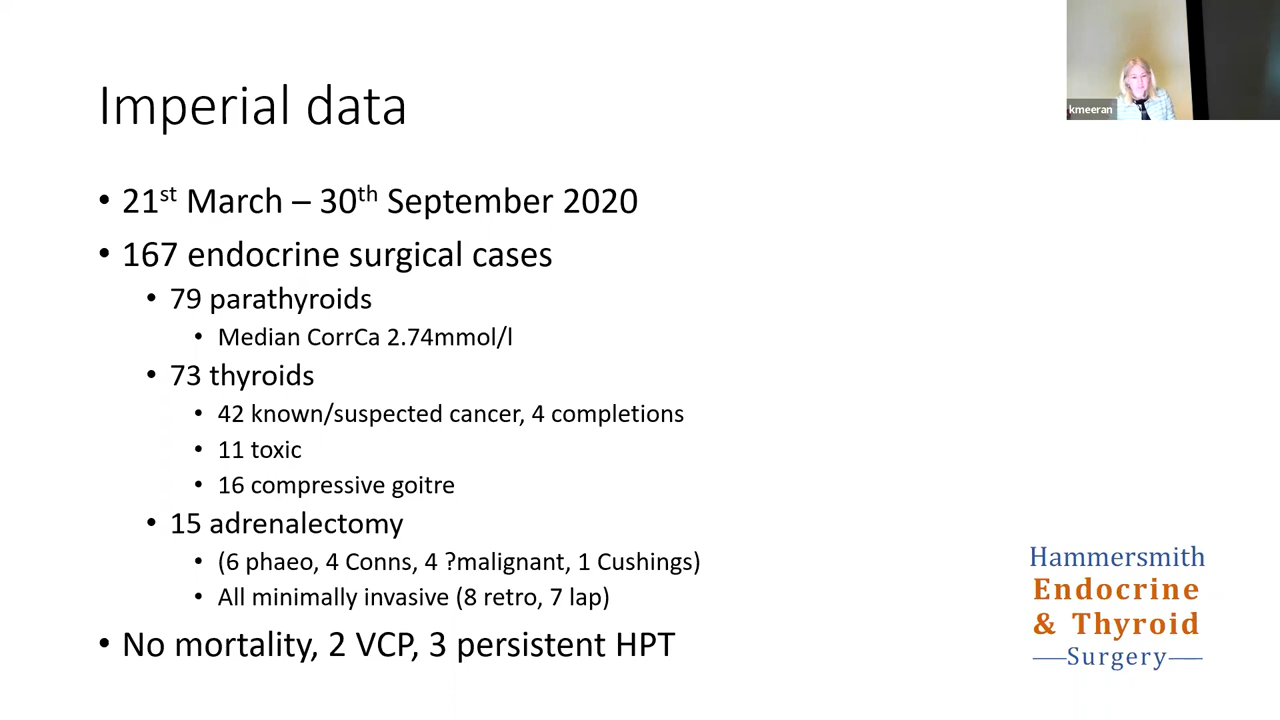 kmeeran
Imperial data
• 21st March – 30th September 2020
• 167 endocrine surgical cases
• 79 parathyroids
• Median CorrCa 2.74mmol/l
• 73 thyroids
• 42 known/suspected cancer, 4 completions
• 11 toxic
• 16 compressive goitre
• 15 adrenalectomy
• (6 phaeo, 4 Conns, 4 ?malignant, 1 Cushings)
• All minimally invasive (8 retro, 7 lap)
• No mortality, 2 VCP, 3 persistent HPT
Hammersmith
Endocrine
& Thyroid
Surgery